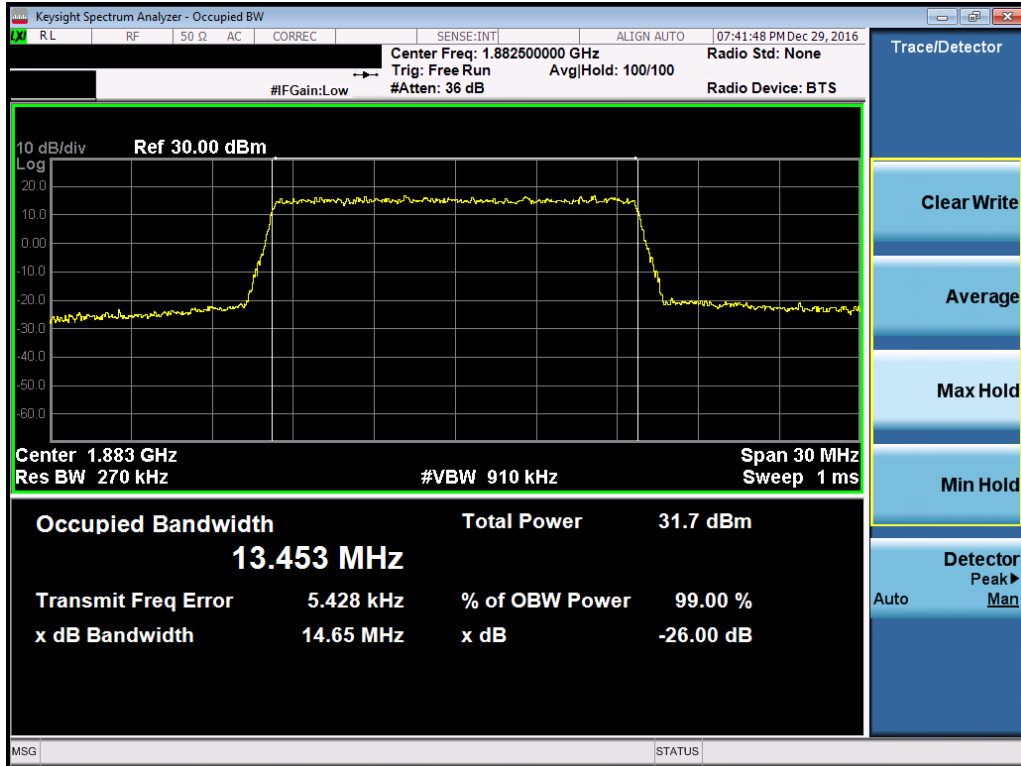 Keysight Spectrum Analyzer - Occupied BW
LXI RL RF 50 Ω AC CORREC SENSE:INT ALIGN AUTO 07:41:48 PM Dec 29, 2016
Center Freq: 1.882500000 GHz Radio Std: None
Trig: Free Run Avg|Hold: 100/100
#IFGain:Low #Atten: 36 dB Radio Device: BTS
10 dB/div Ref 30.00 dBm
Log
20.0
10.0
0.00
-10.0
-20.0
-30.0
-40.0
-50.0
-60.0
Center 1.883 GHz Span 30 MHz
Res BW 270 kHz #VBW 910 kHz Sweep 1 ms
Occupied Bandwidth Total Power 31.7 dBm
13.453 MHz
Transmit Freq Error 5.428 kHz % of OBW Power 99.00 %
x dB Bandwidth 14.65 MHz x dB -26.00 dB
MSG STATUS
Trace/Detector
Clear Write
Average
Max Hold
Min Hold
Detector
Peak▶
Auto Man